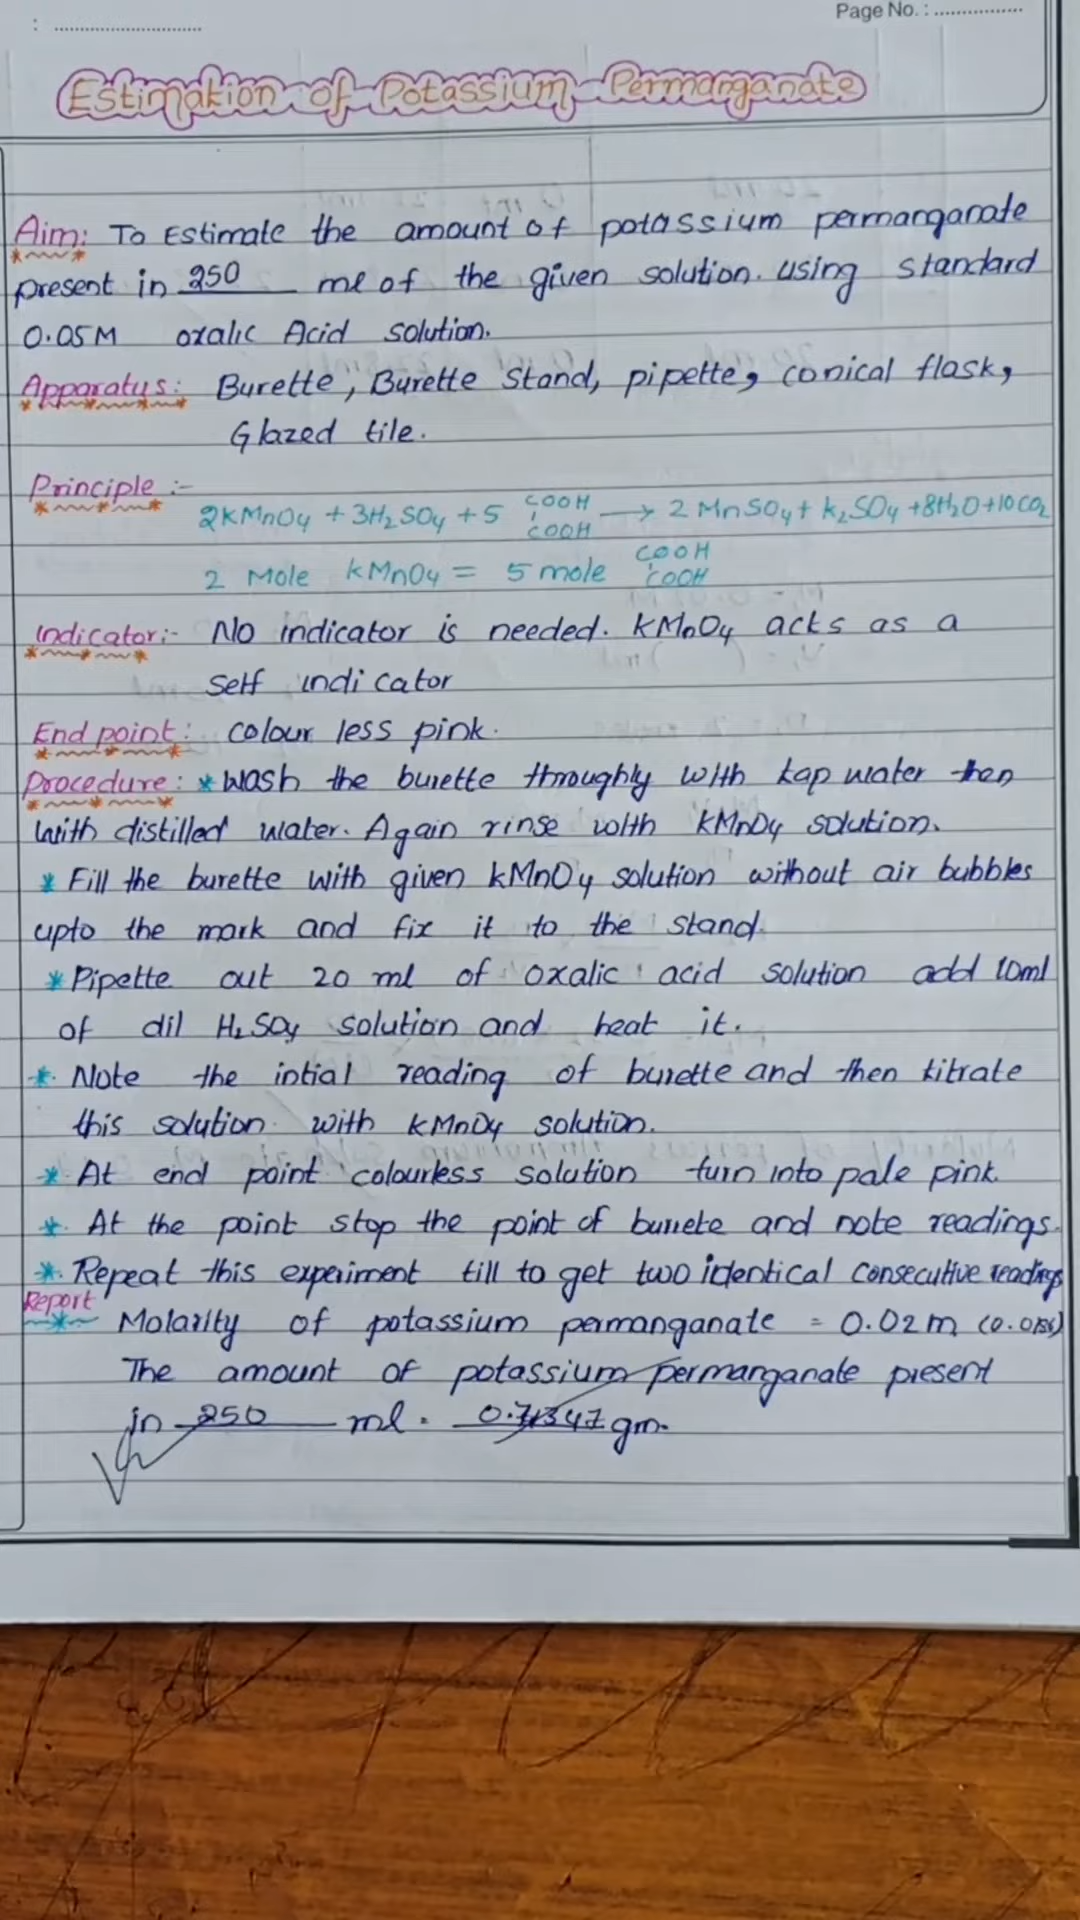 Page No. :
Estimation of Potassium Permanganate
Aim: To Estimate the amount of potassium permanganate
present in 250 ml of the given solution. using standard
0.05M oxalic Acid solution.
Apparatus: Burette, Burette Stand, pipette, conical flask,
Glazed tile.
Principle :-
2KMnO4 + 3H2SO4 + 5 COOH COOH → 2 MnSO4 + K2SO4 + 8H2O + 10CO2
2 Mole KMnO4 = 5 mole COOH COOH
Indicator:- No indicator is needed. KMnO4 acts as a
self indicator
End point: colour less pink.
Procedure: * Wash the burette throughly with tap water then
with distilled water. Again rinse with KMnO4 solution.
* Fill the burette with given KMnO4 solution without air bubbles
upto the mark and fix it to the stand.
* Pipette out 20 ml of oxalic acid solution add 10ml
of dil H2SO4 solution and heat it.
* Note the intial reading of burette and then titrate
this solution with KMnO4 solution.
* At end point colourless solution turn into pale pink.
* At the point stop the point of burrete and note readings.
* Repeat this experiment till to get two identical consecutive readings
Report
* Molarity of potassium permanganate = 0.02m
The amount of potassium permanganate present
in 250 ml. gm.